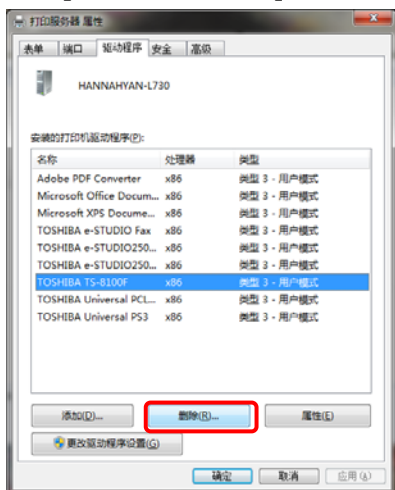 打印服务器 属性
表单 端口 驱动程序 安全 高级
HANNAHYAN-L730
安装的打印机驱动程序(P):
名称 处理器 类型
Adobe PDF Converter x86 类型 3 - 用户模式
Microsoft Office Docum... x86 类型 3 - 用户模式
Microsoft XPS Docume... x86 类型 3 - 用户模式
TOSHIBA e-STUDIO Fax x86 类型 3 - 用户模式
TOSHIBA e-STUDIO250... x86 类型 3 - 用户模式
TOSHIBA e-STUDIO250... x86 类型 3 - 用户模式
TOSHIBA TS-8100F x86 类型 3 - 用户模式
TOSHIBA Universal PCL... x86 类型 3 - 用户模式
TOSHIBA Universal PS3 x86 类型 3 - 用户模式
添加(D)... 删除(R)... 属性(E)
更改驱动程序设置(G)
确定 取消 应用(A)